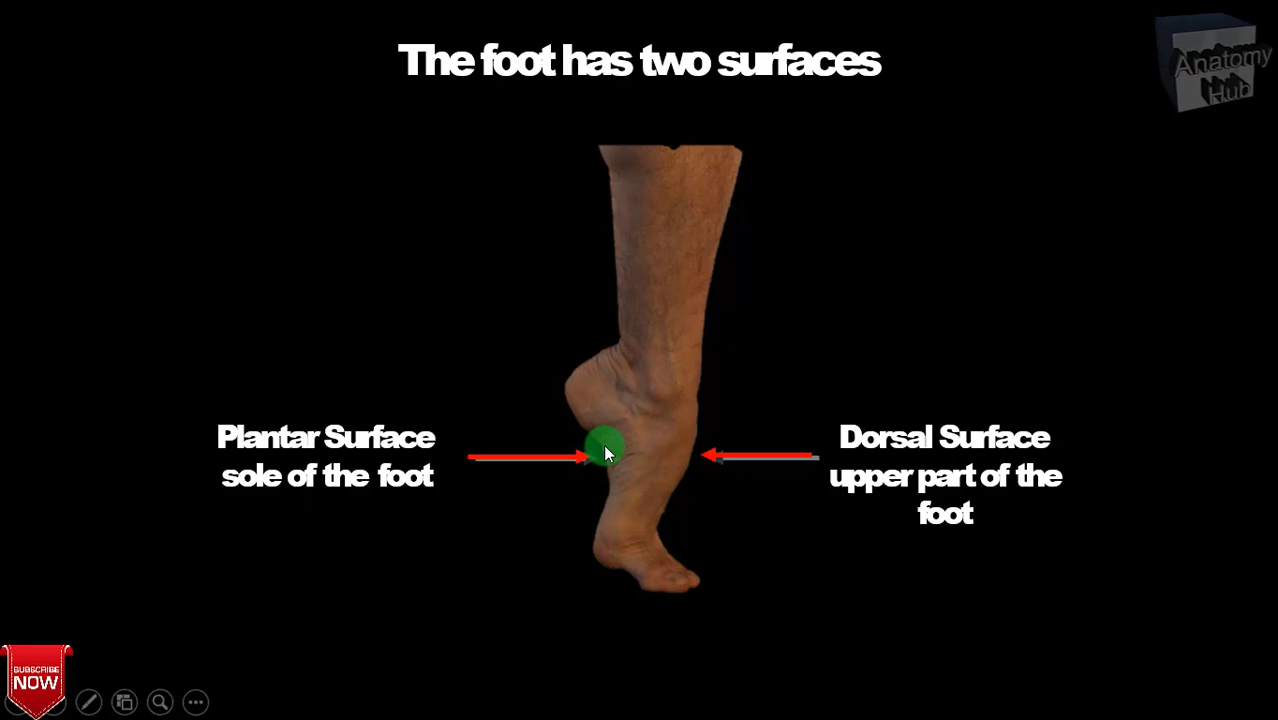 The foot has two surfaces
Anatomy
Hub
Plantar Surface
sole of the foot
Dorsal Surface
upper part of the
foot
SUBSCRIBE
NOW